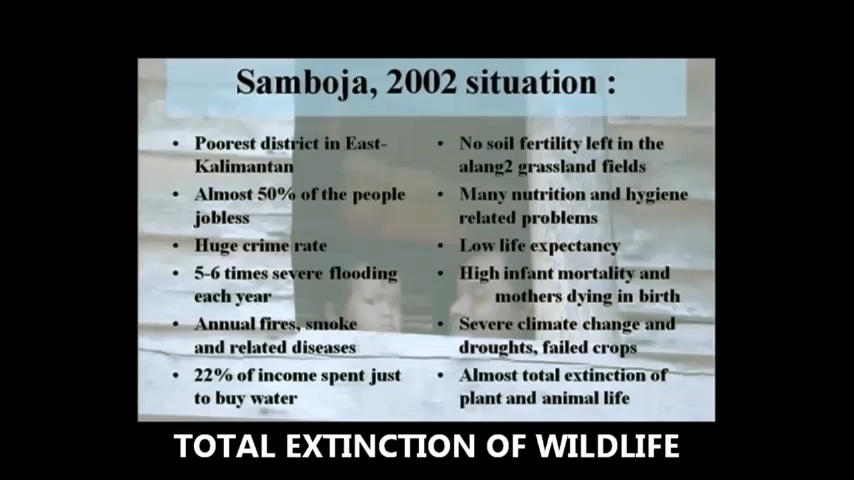 Samboja, 2002 situation :
• Poorest district in East-
Kalimantan
• Almost 50% of the people
jobless
• Huge crime rate
• 5-6 times severe flooding
each year
• Annual fires, smoke
and related diseases
• 22% of income spent just
to buy water
• No soil fertility left in the
alang2 grassland fields
• Many nutrition and hygiene
related problems
• Low life expectancy
• High infant mortality and
mothers dying in birth
• Severe climate change and
droughts, failed crops
• Almost total extinction of
plant and animal life
TOTAL EXTINCTION OF WILDLIFE